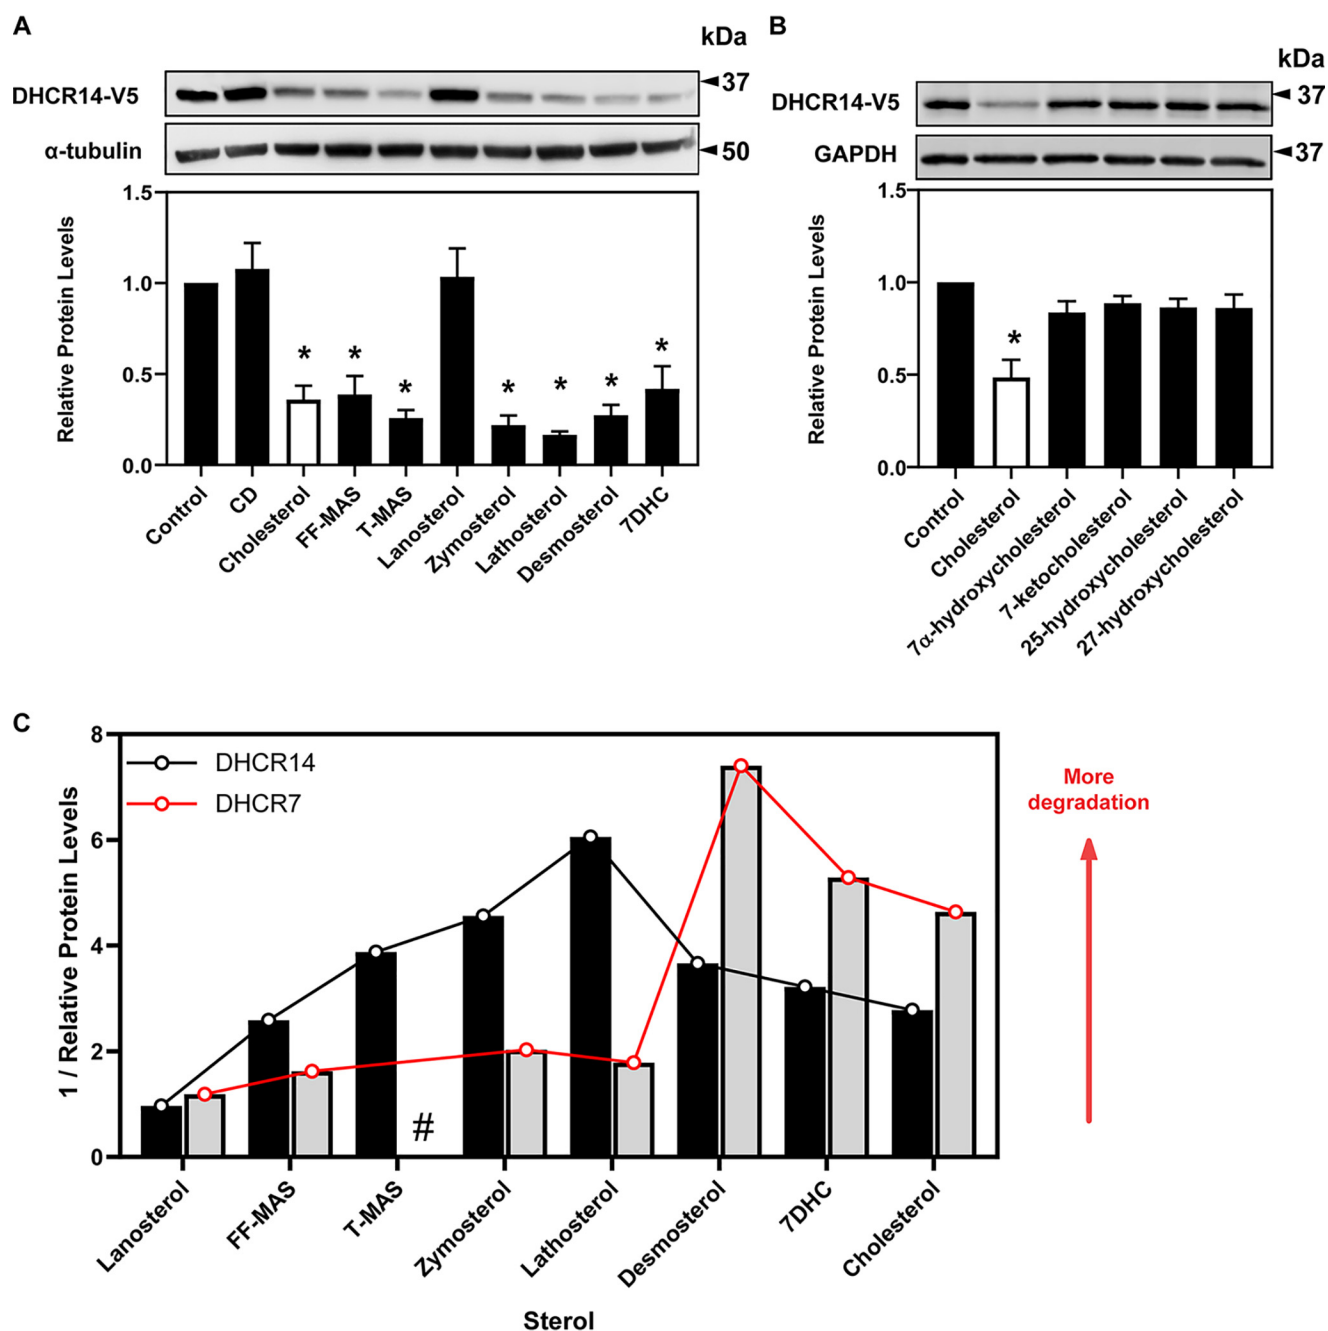 A
kDa
DHCR14-V5
37
α-tubulin
50
Relative Protein Levels
1.5
1.0
0.5
0.0
* * * * * * *
Control
CD
Cholesterol
FF-MAS
T-MAS
Lanosterol
Zymosterol
Lathosterol
Desmosterol
7DHC
B
kDa
DHCR14-V5
37
GAPDH
37
Relative Protein Levels
1.5
1.0
0.5
0.0
*
Control
Cholesterol
7α-hydroxycholesterol
7-ketocholesterol
25-hydroxycholesterol
27-hydroxycholesterol
C
1 / Relative Protein Levels
8
6
4
2
0
DHCR14
DHCR7
#
Lanosterol
FF-MAS
T-MAS
Zymosterol
Lathosterol
Desmosterol
7DHC
Cholesterol
Sterol
More
degradation